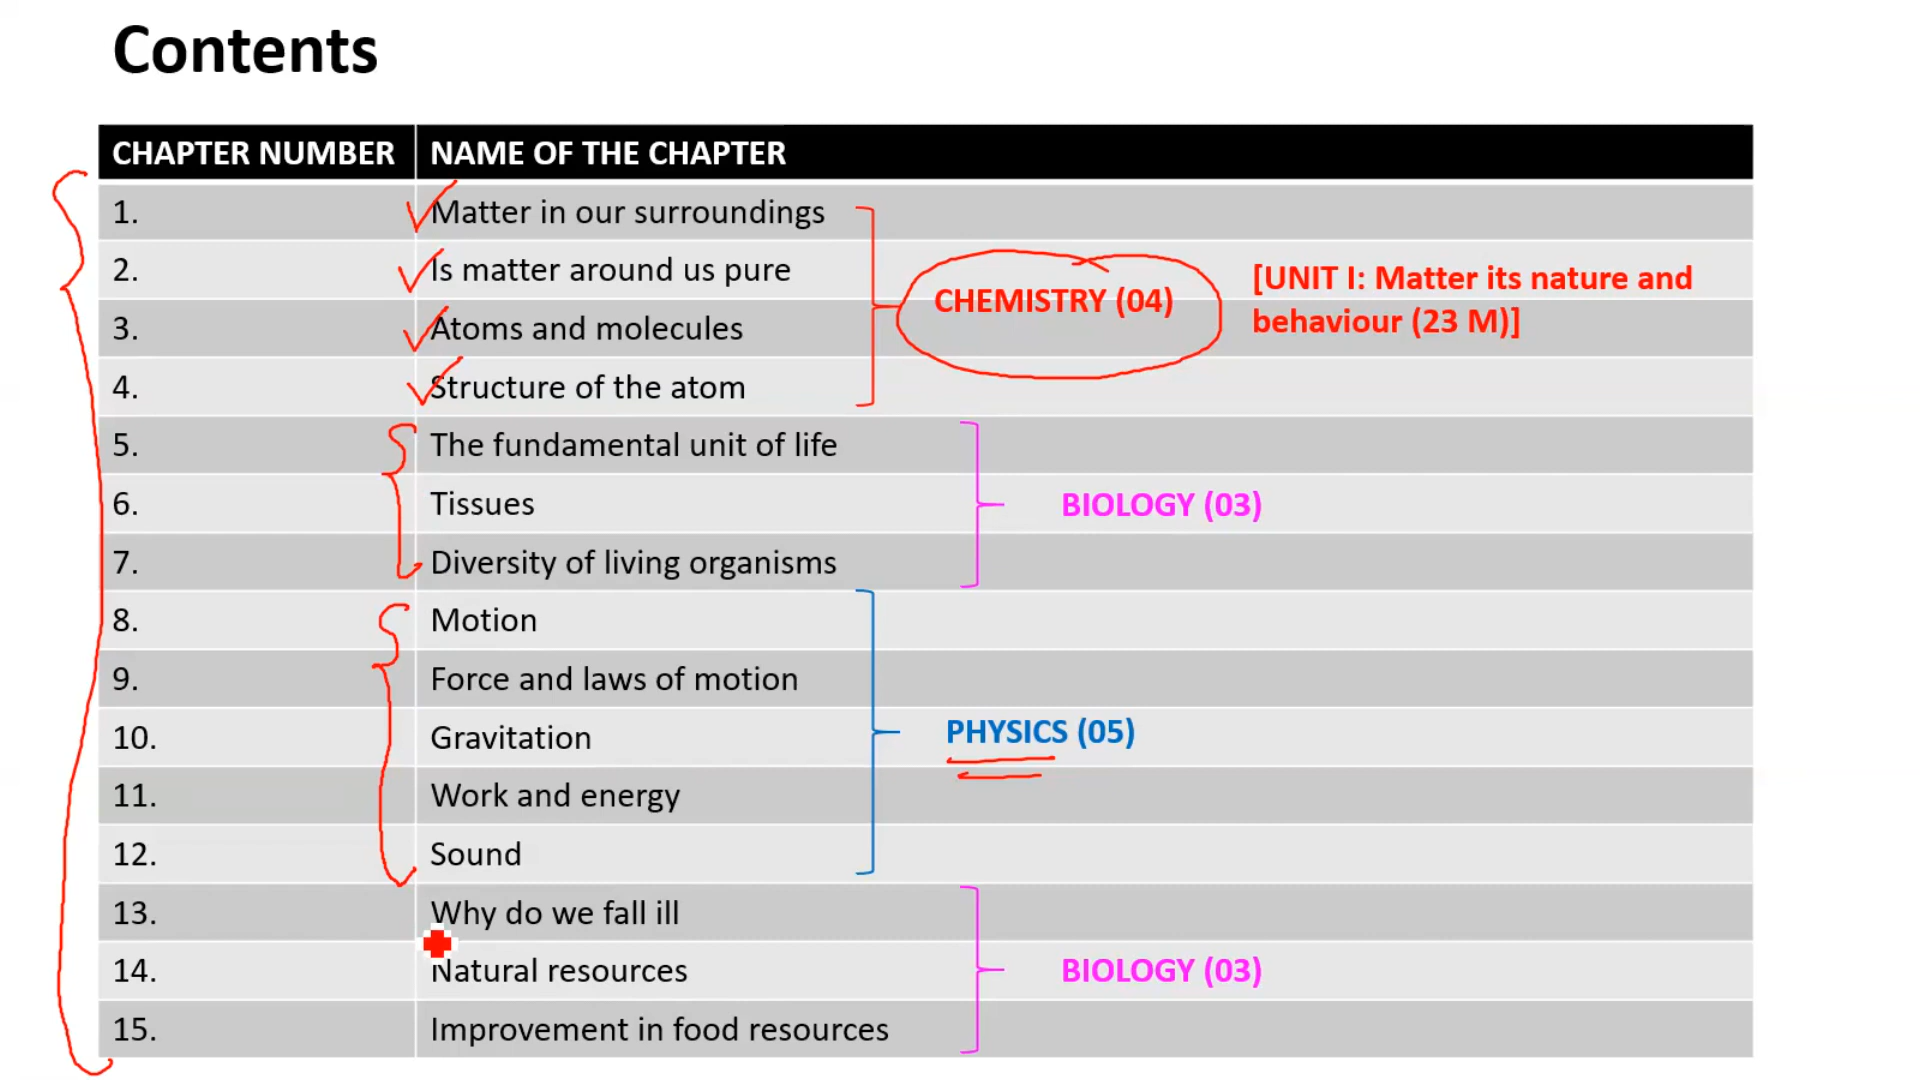 Contents
CHAPTER NUMBER NAME OF THE CHAPTER
1. Matter in our surroundings
2. Is matter around us pure
3. Atoms and molecules
4. Structure of the atom
CHEMISTRY (04)
[UNIT I: Matter its nature and
behaviour (23 M)]
5. The fundamental unit of life
6. Tissues
7. Diversity of living organisms
BIOLOGY (03)
8. Motion
9. Force and laws of motion
10. Gravitation
11. Work and energy
12. Sound
PHYSICS (05)
13. Why do we fall ill
14. Natural resources
15. Improvement in food resources
BIOLOGY (03)